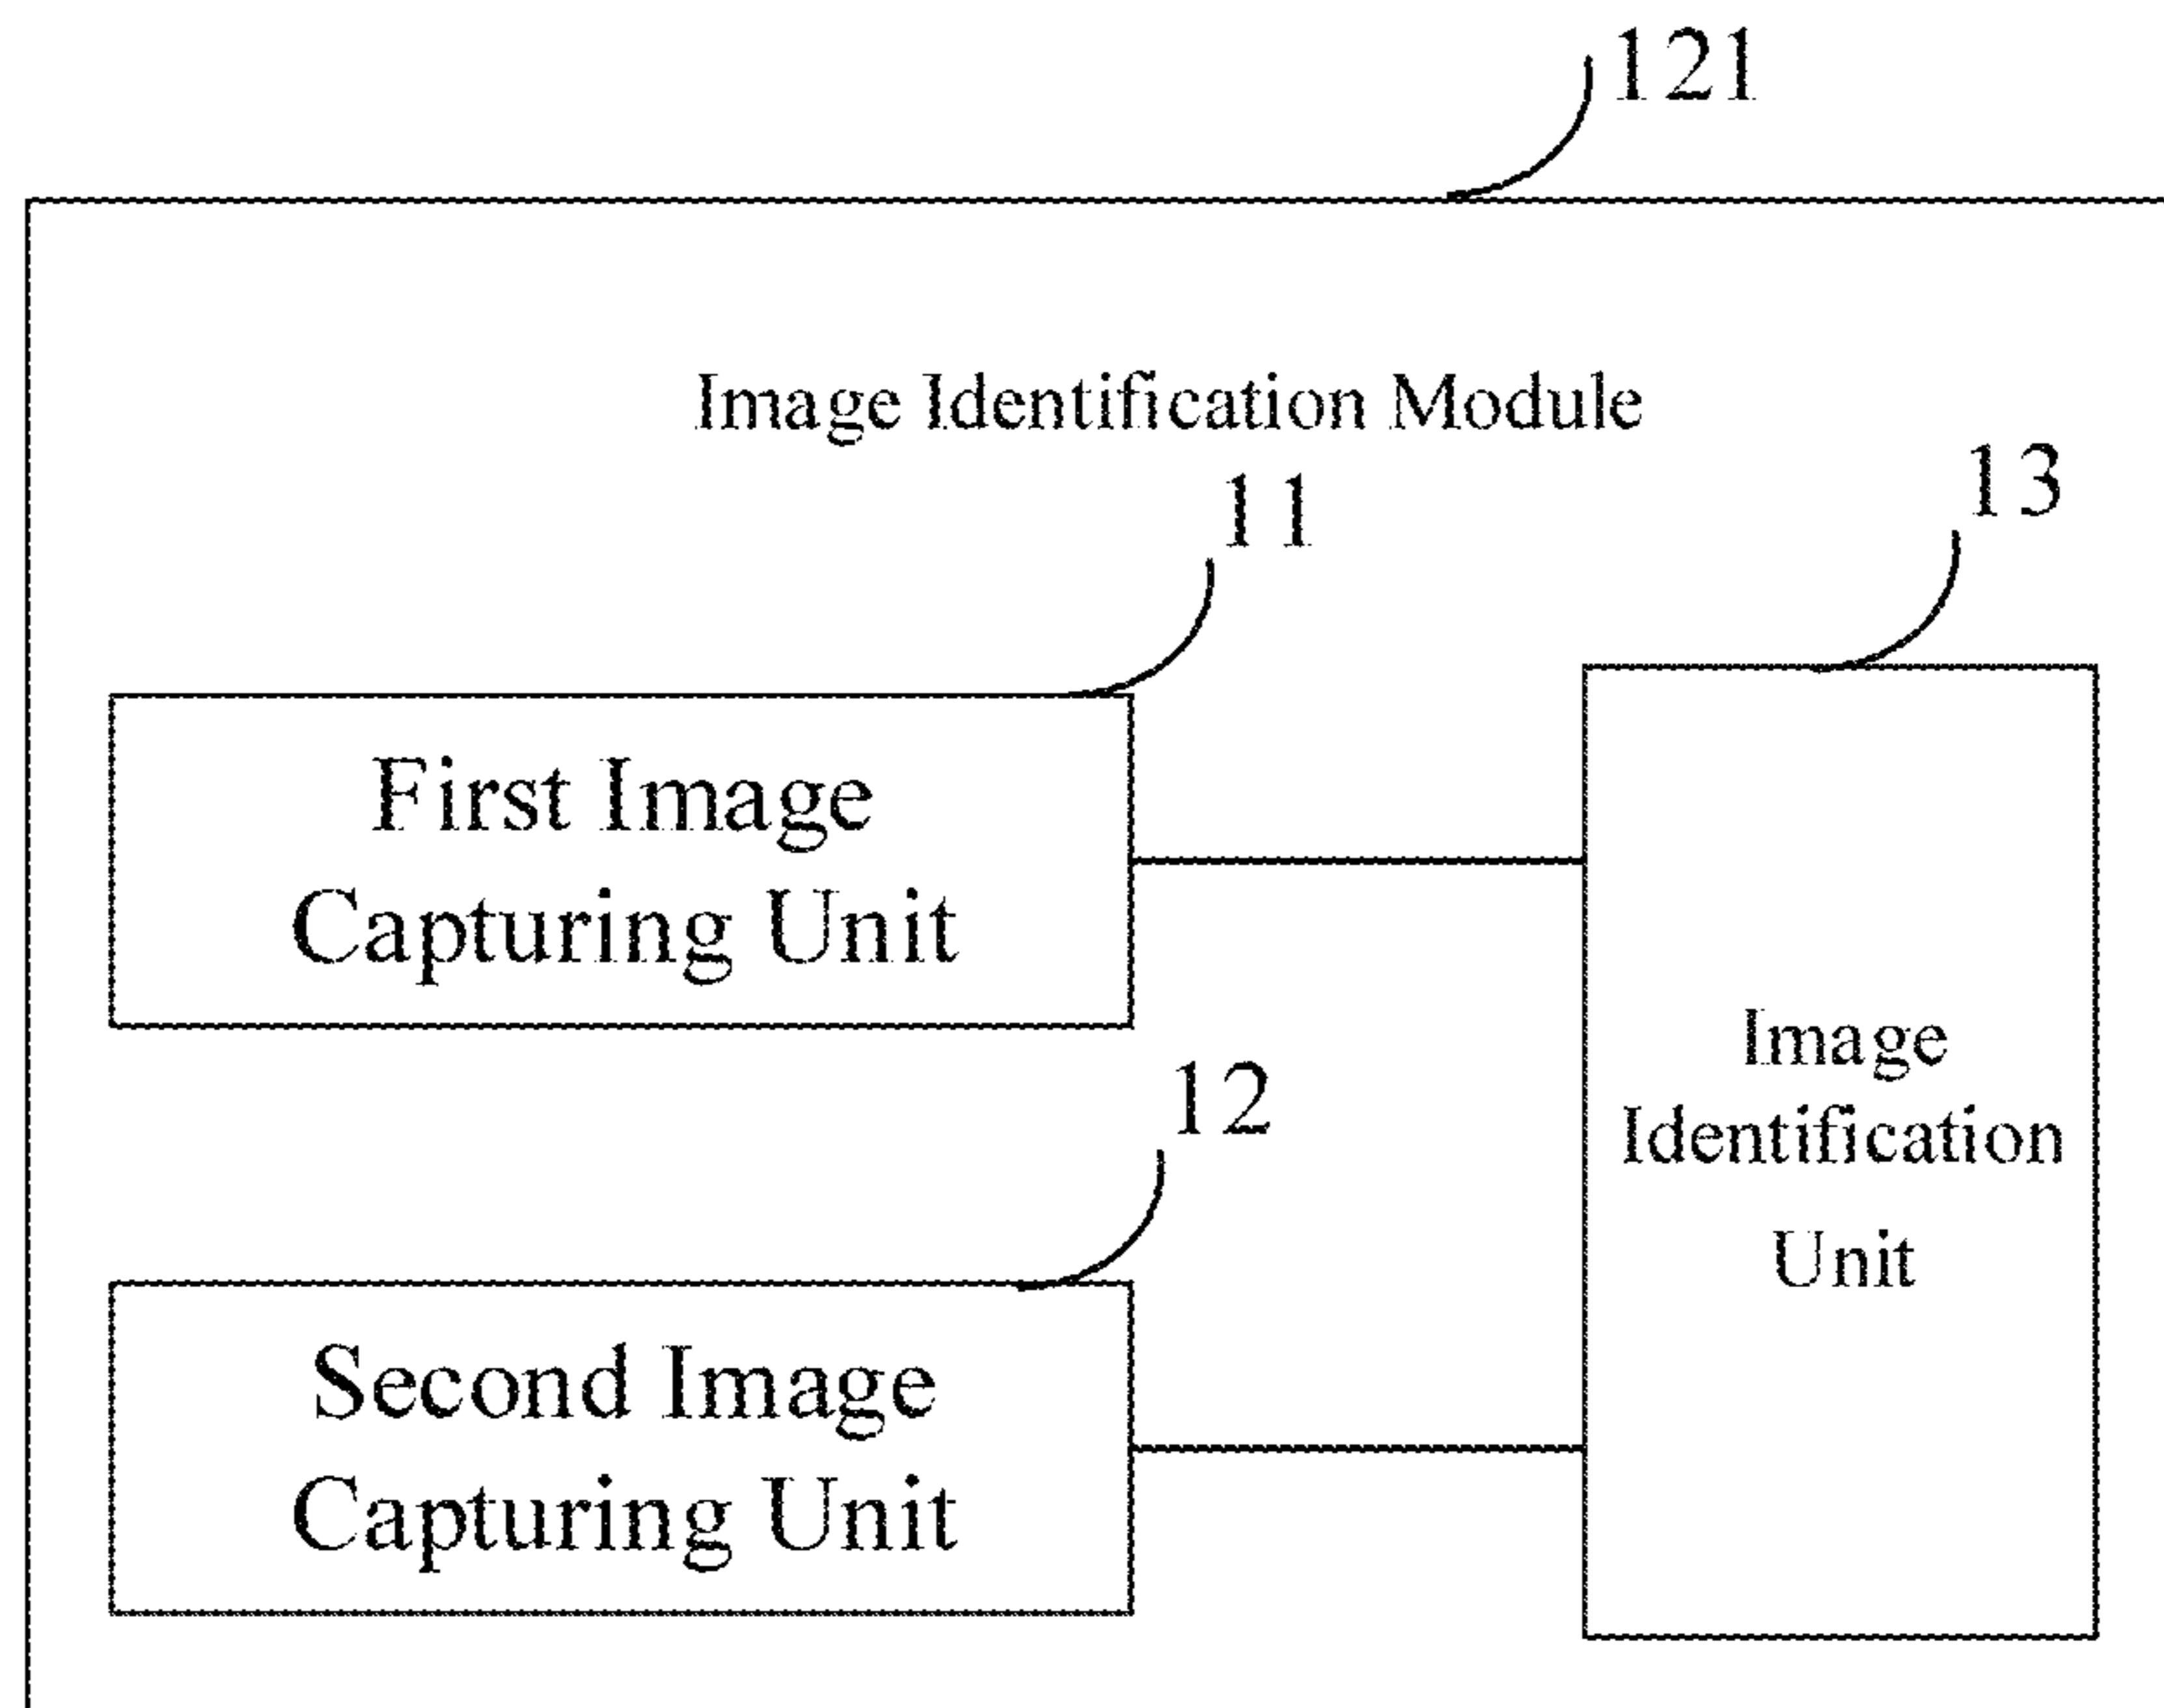 121
Image Identification Module
11
13
First Image
Capturing Unit
12
Image
Identification
Unit
Second Image
Capturing Unit